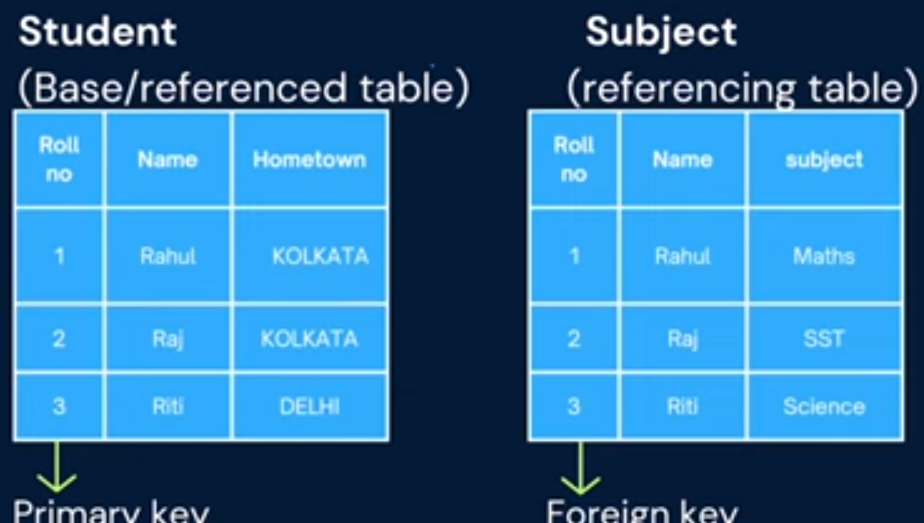 Student
(Base/referenced table)
Roll no Name Hometown
1 Rahul KOLKATA
2 Raj KOLKATA
3 Riti DELHI
Primary key
Subject
(referencing table)
Roll no Name subject
1 Rahul Maths
2 Raj SST
3 Riti Science
Foreign key